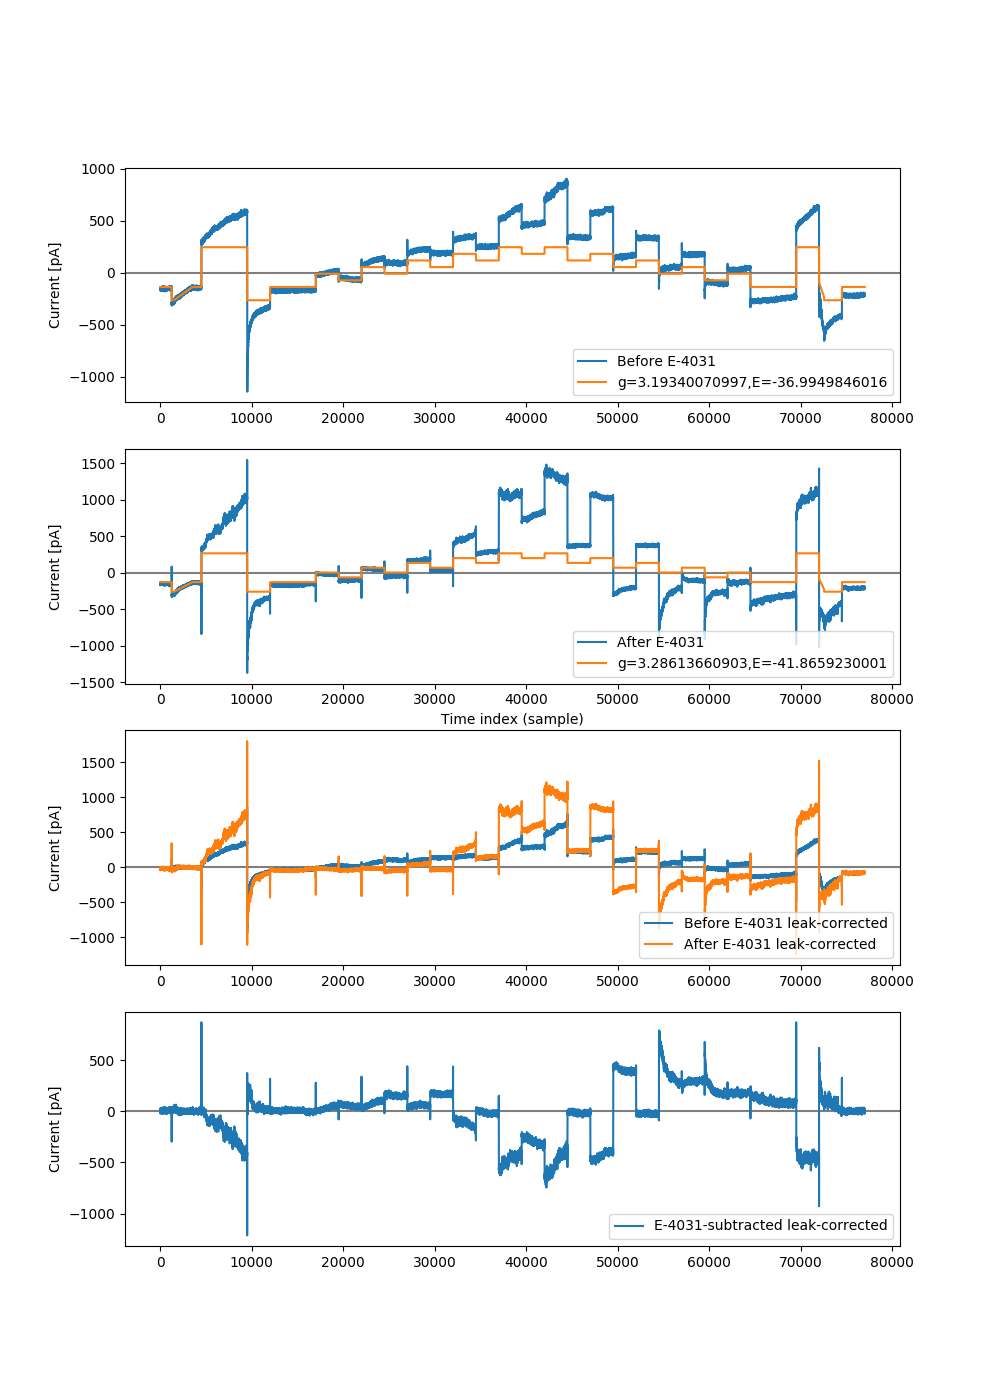 1000
500
0
−500
−1000
Current [pA]
Before E-4031
g=3.19340070997,E=-36.9949846016
0 10000 20000 30000 40000 50000 60000 70000 80000
1500
1000
500
0
−500
−1000
−1500
Current [pA]
After E-4031
g=3.28613660903,E=-41.8659230001
0 10000 20000 30000 40000 50000 60000 70000 80000
Time index (sample)
1500
1000
500
0
−500
−1000
Current [pA]
Before E-4031 leak-corrected
After E-4031 leak-corrected
0 10000 20000 30000 40000 50000 60000 70000 80000
500
0
−500
−1000
Current [pA]
E-4031-subtracted leak-corrected
0 10000 20000 30000 40000 50000 60000 70000 80000